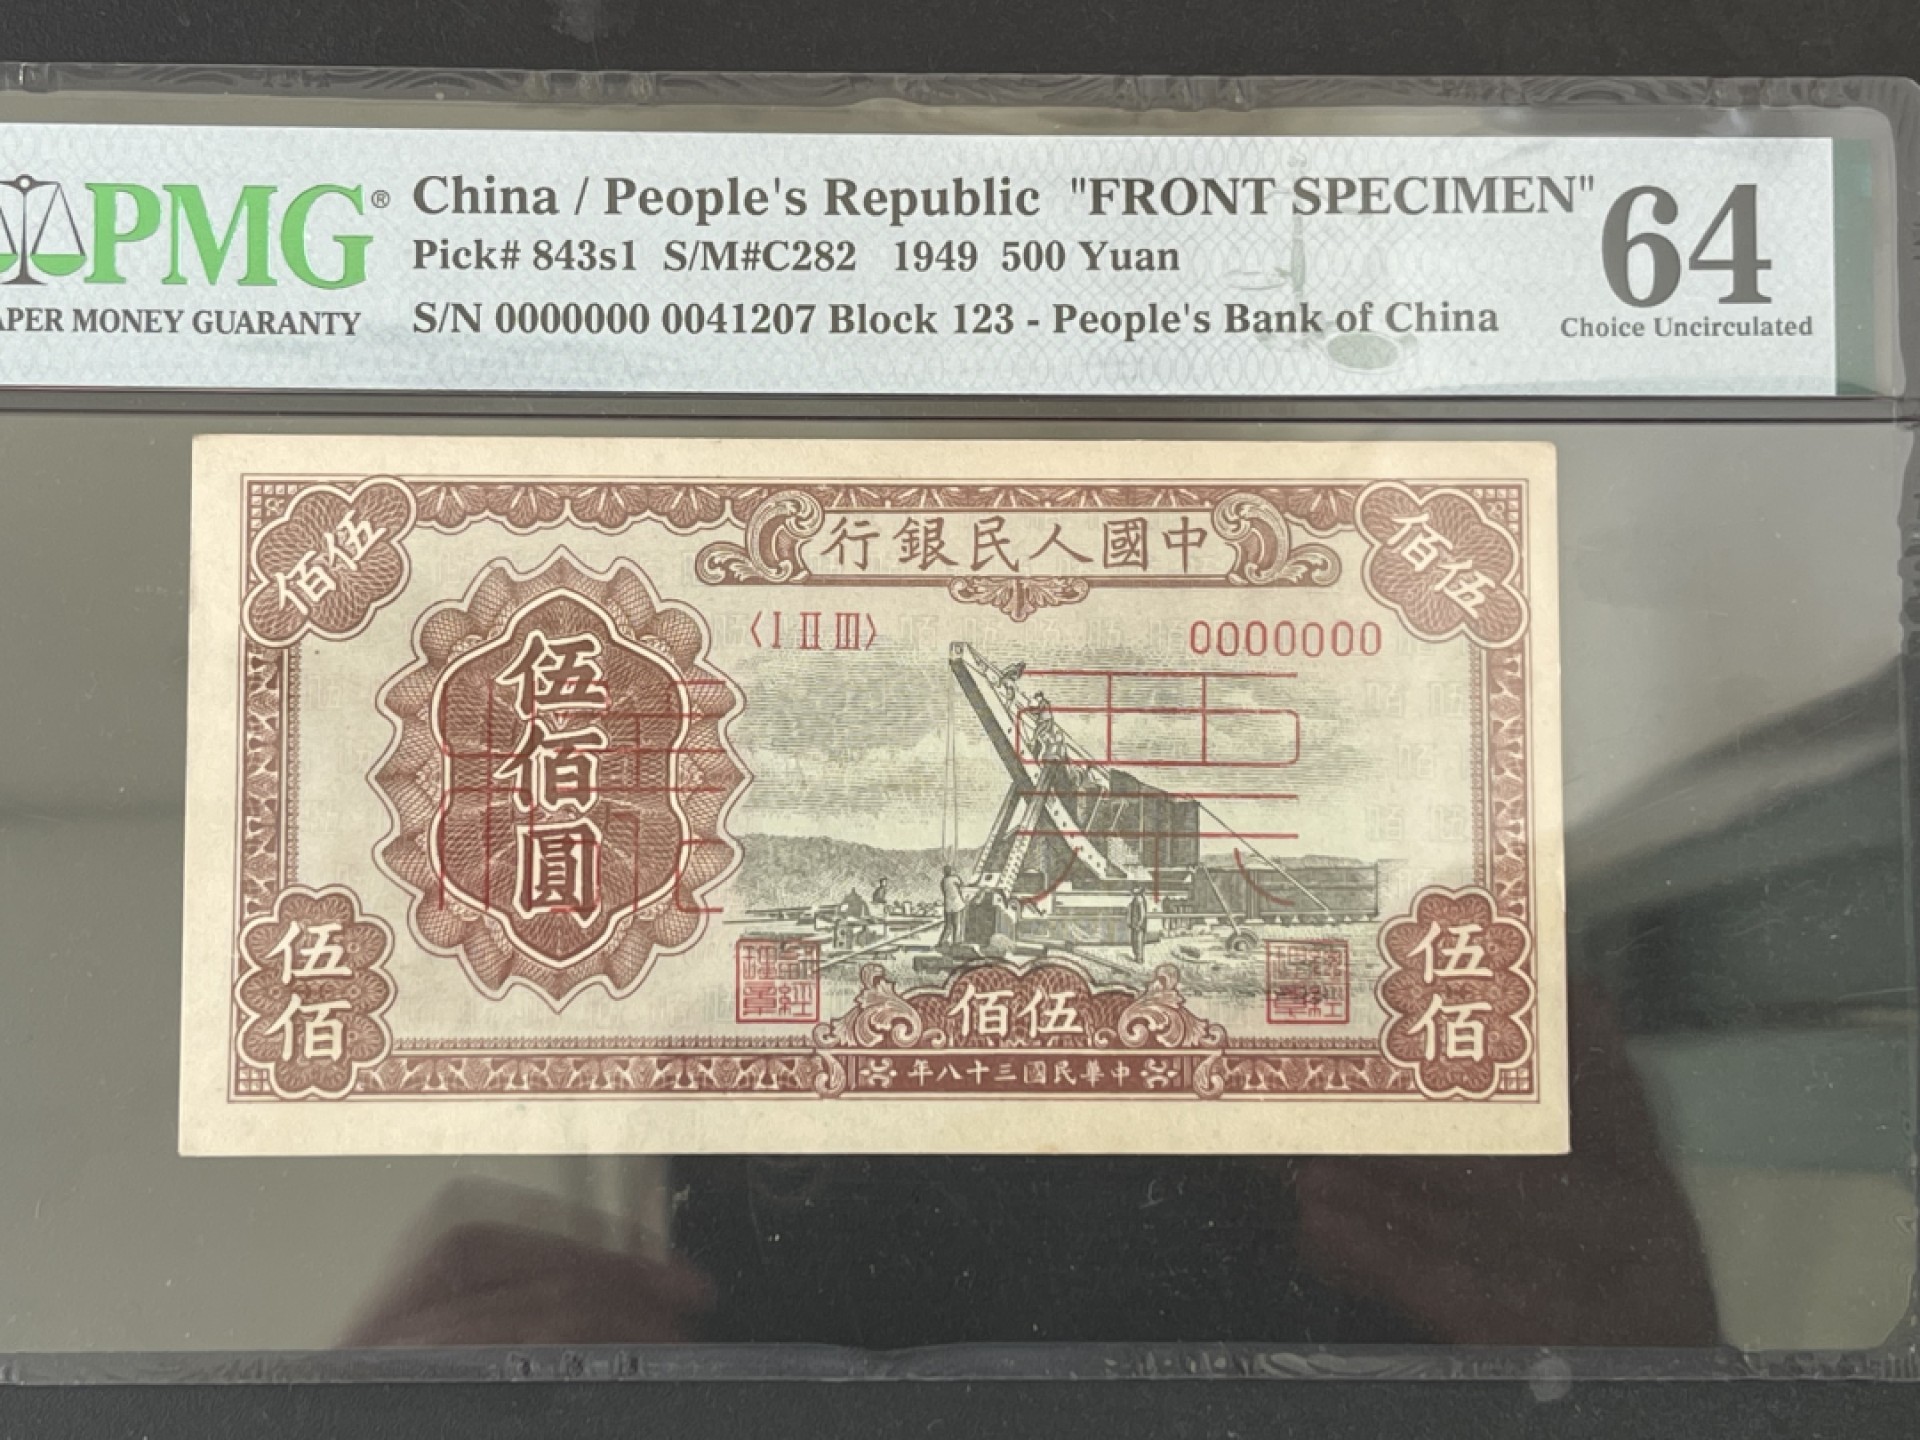 PMG®
APER MONEY GUARANTY
China / People's Republic "FRONT SPECIMEN"
Pick# 843s1 S/M#C282 1949 500 Yuan
S/N 0000000 0041207 Block 123 - People's Bank of China
64
Choice Uncirculated
中國人民銀行
伍佰
伍佰
〈I II III〉
0000000
伍佰圓
票樣
伍佰
伍佰
伍佰
中華民國三十八年